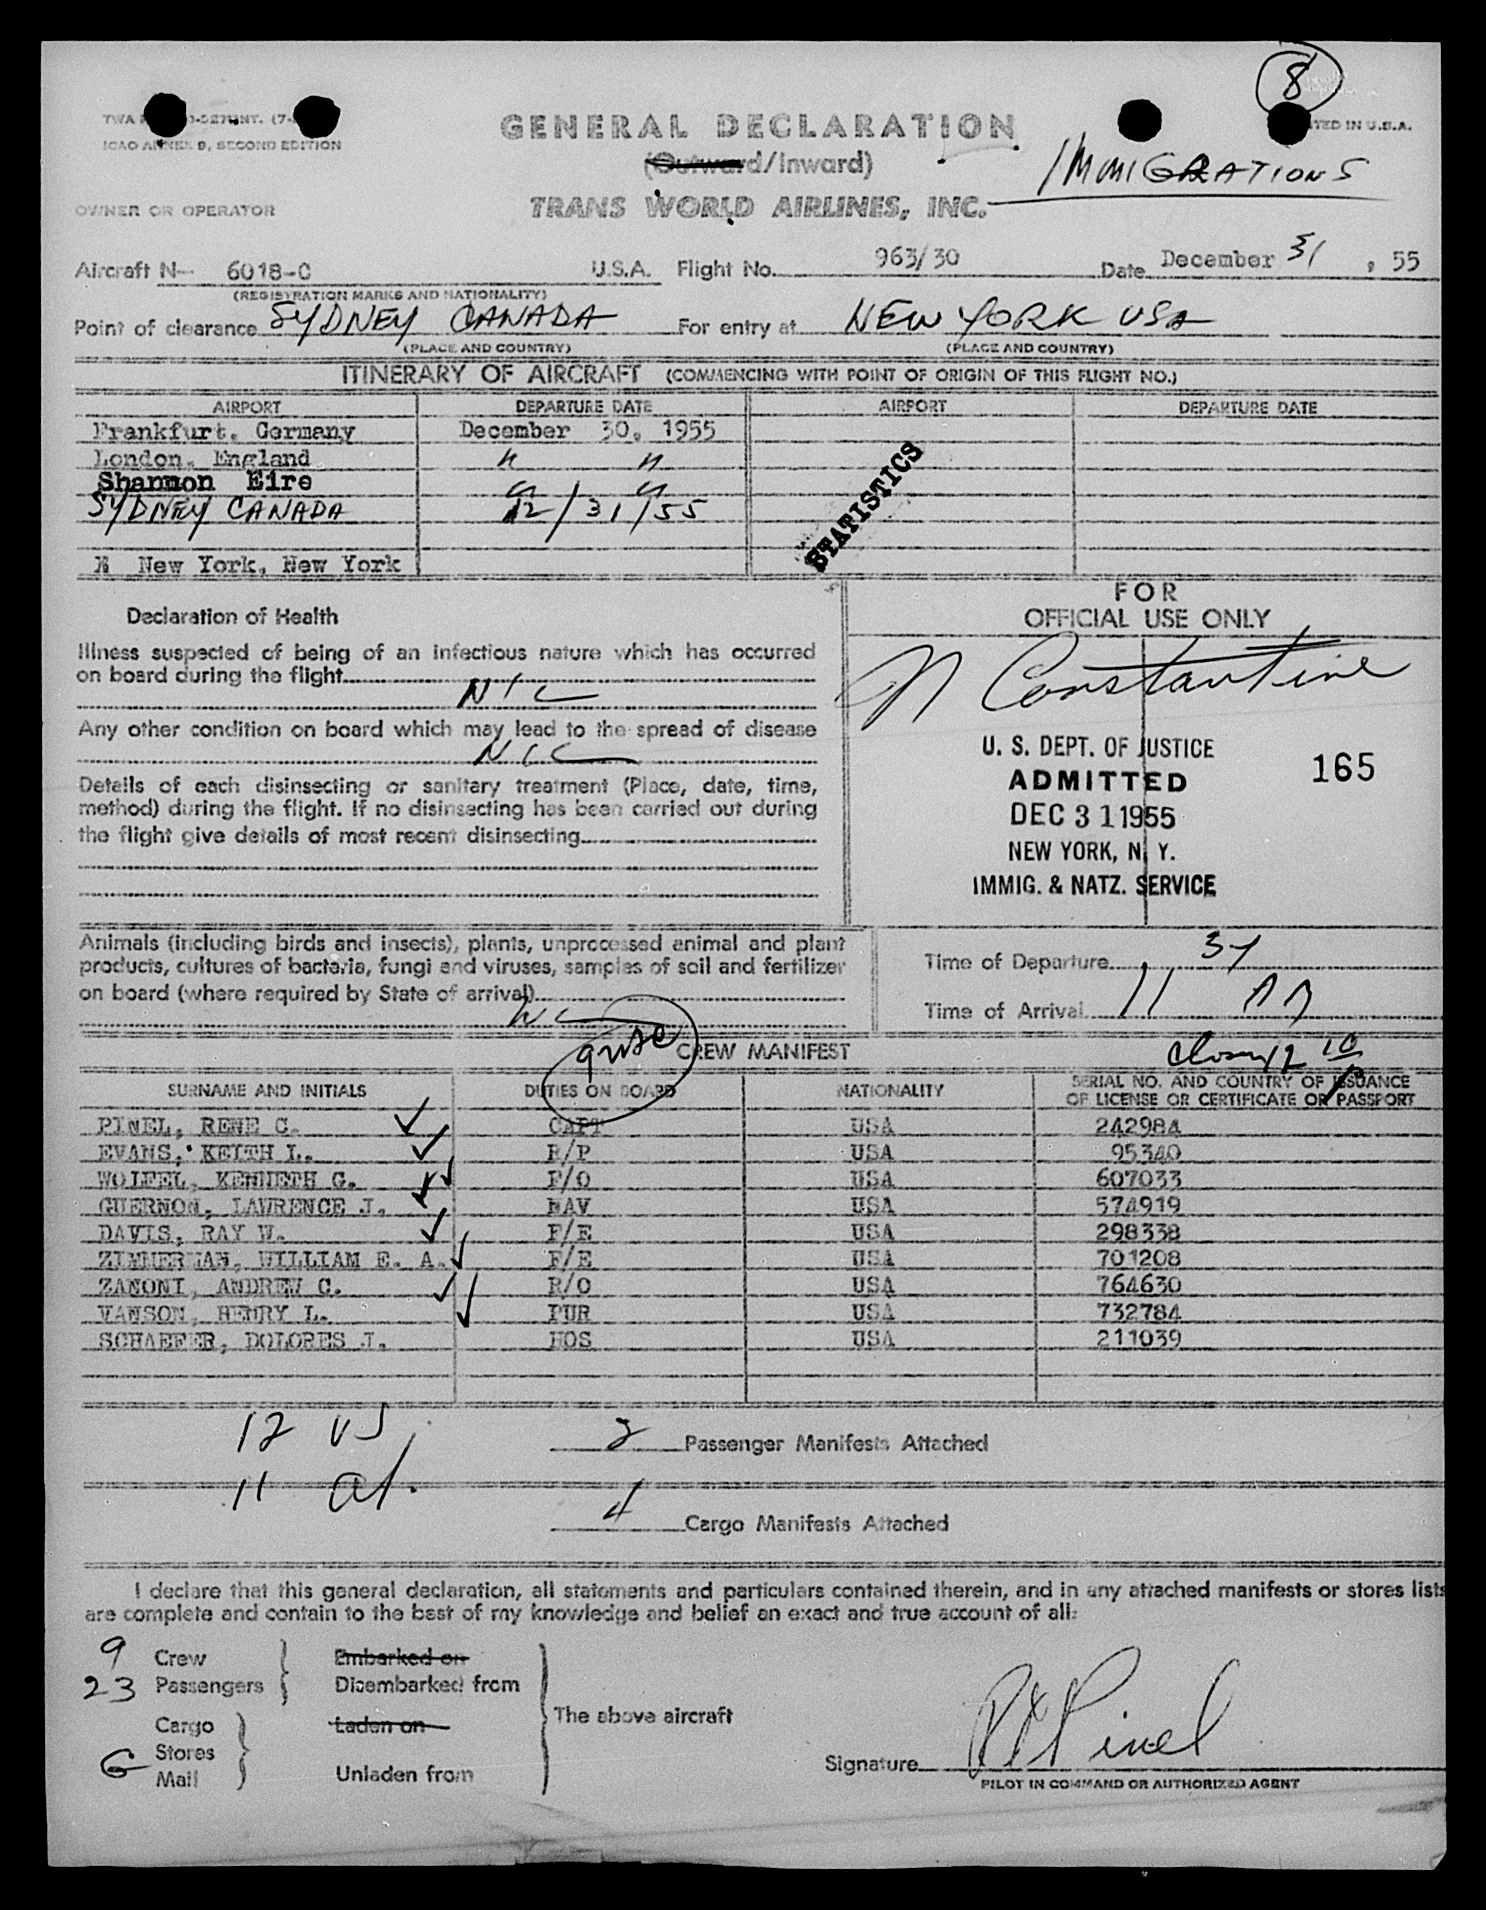 8
GENERAL DECLARATION
ICAO ANNEX 9, SECOND EDITION
(Outward/Inward)
IMMIGRATIONS
OWNER OR OPERATOR
TRANS WORLD AIRLINES, INC.
Aircraft N- 6018-C U.S.A. Flight No. 963/30 Date December 31, 55
(REGISTRATION MARKS AND NATIONALITY)
Point of clearance SYDNEY CANADA For entry at NEW YORK USA
(PLACE AND COUNTRY) (PLACE AND COUNTRY)
ITINERARY OF AIRCRAFT (COMMENCING WITH POINT OF ORIGIN OF THIS FLIGHT NO.)
AIRPORT DEPARTURE DATE AIRPORT DEPARTURE DATE
Frankfurt, Germany December 30, 1955
London, England " "
Shannon Eire " "
SYDNEY CANADA 12/31/55
STATISTICS
New York, New York
FOR
OFFICIAL USE ONLY
Declaration of Health
Illness suspected of being of an infectious nature which has occurred
on board during the flight
NIL
N Constantine
Any other condition on board which may lead to the spread of disease
NIL
U. S. DEPT. OF JUSTICE
ADMITTED
165
DEC 31 1955
NEW YORK, N. Y.
IMMIG. & NATZ. SERVICE
Details of each disinsecting or sanitary treatment (Place, date, time,
method) during the flight. If no disinsecting has been carried out during
the flight give details of most recent disinsecting
Animals (including birds and insects), plants, unprocessed animal and plant
products, cultures of bacteria, fungi and viruses, samples of soil and fertilizer
on board (where required by State of arrival)
Time of Departure
Time of Arrival 11
CREW MANIFEST
SURNAME AND INITIALS DUTIES ON BOARD NATIONALITY SERIAL NO. AND COUNTRY OF ISSUANCE
OF LICENSE OR CERTIFICATE OR PASSPORT
PINEL, RENE C. CAPT USA 242984
EVANS, KEITH L. R/P USA 95340
WOLFEL, KENNETH G. F/O USA 607033
GUERNON, LAWRENCE J. NAV USA 574919
DAVIS, RAY W. F/E USA 298338
ZIMMERMAN, WILLIAM E. A. F/E USA 701208
ZANONI, ANDREW C. R/O USA 764630
VANSON, HENRY L. PUR USA 732784
SCHAEFER, DOLORES J. HOS USA 211039
12 US
2 Passenger Manifests Attached
11 al.
4 Cargo Manifests Attached
I declare that this general declaration, all statements and particulars contained therein, and in any attached manifests or stores lists
are complete and contain to the best of my knowledge and belief an exact and true account of all:
9 Crew Embarked on
23 Passengers Disembarked from
The above aircraft
Cargo Laden on
Stores
Mail Unladen from
Signature R C Pinel
PILOT IN COMMAND OR AUTHORIZED AGENT